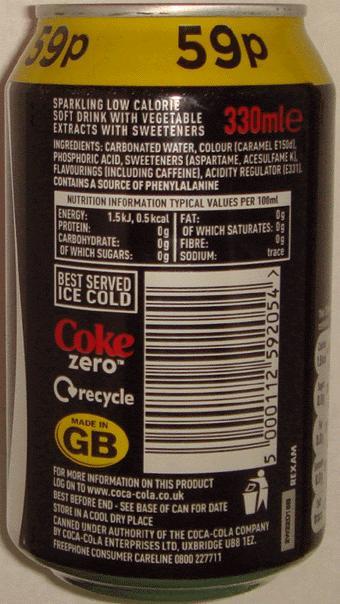 59p 59p
SPARKLING LOW CALORIE
SOFT DRINK WITH VEGETABLE
EXTRACTS WITH SWEETENERS
330ml e
INGREDIENTS: CARBONATED WATER, COLOUR (CARAMEL E150d),
PHOSPHORIC ACID, SWEETENERS (ASPARTAME, ACESULFAME K),
FLAVOURINGS (INCLUDING CAFFEINE), ACIDITY REGULATOR (E331).
CONTAINS A SOURCE OF PHENYLALANINE
NUTRITION INFORMATION TYPICAL VALUES PER 100ml
ENERGY: 1.5kJ, 0.5kcal
PROTEIN: 0g
CARBOHYDRATE: 0g
OF WHICH SUGARS: 0g
FAT: 0g
OF WHICH SATURATES: 0g
FIBRE: 0g
SODIUM: trace
BEST SERVED
ICE COLD
Coke
zero™
recycle
MADE IN
GB
5 000112 592054 >
REXAM
FOR MORE INFORMATION ON THIS PRODUCT
LOG ON TO www.coca-cola.co.uk
BEST BEFORE END - SEE BASE OF CAN FOR DATE
STORE IN A COOL DRY PLACE
CANNED UNDER AUTHORITY OF THE COCA-COLA COMPANY
BY COCA-COLA ENTERPRISES LTD, UXBRIDGE UB8 1EZ.
FREEPHONE CONSUMER CARELINE 0800 227711